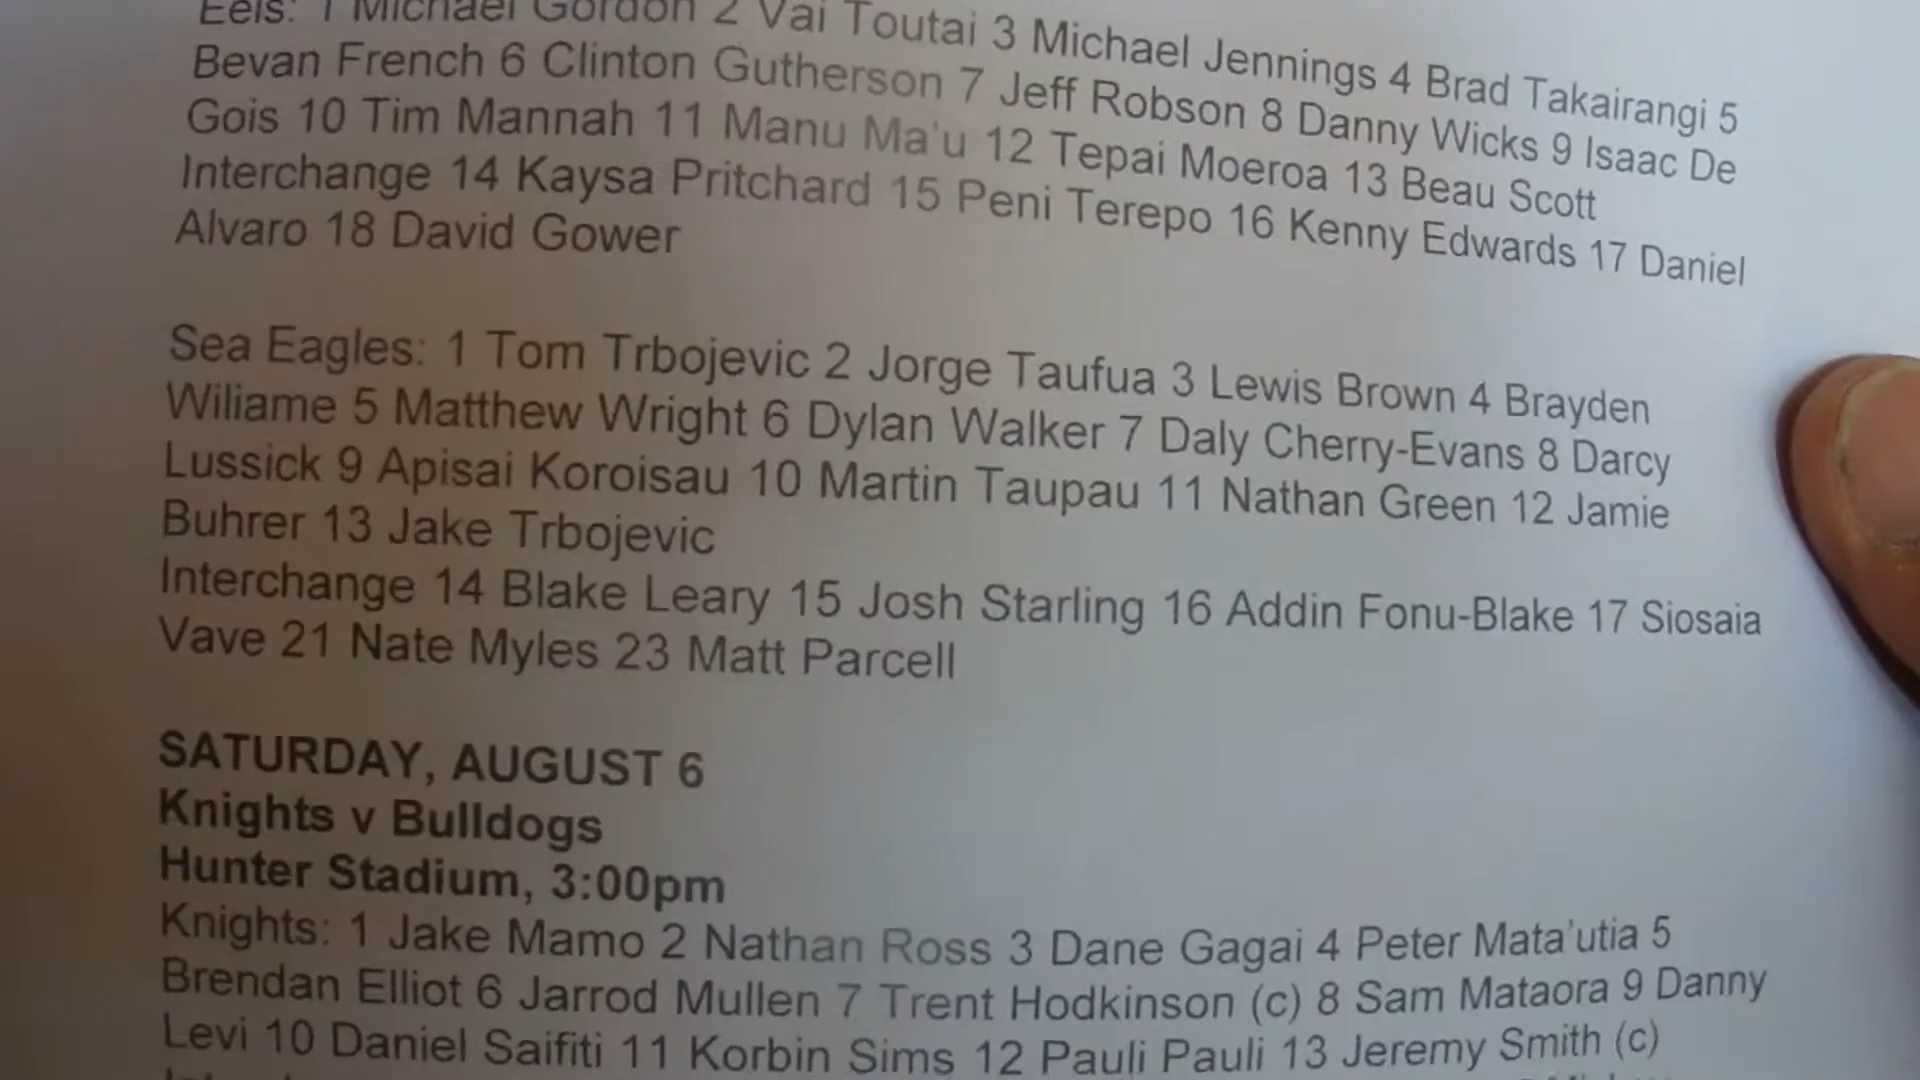 Eels: 1 Michael Gordon 2 Vai Toutai 3 Michael Jennings 4 Brad Takairangi 5
Bevan French 6 Clinton Gutherson 7 Jeff Robson 8 Danny Wicks 9 Isaac De
Gois 10 Tim Mannah 11 Manu Ma'u 12 Tepai Moeroa 13 Beau Scott
Interchange 14 Kaysa Pritchard 15 Peni Terepo 16 Kenny Edwards 17 Daniel
Alvaro 18 David Gower
Sea Eagles: 1 Tom Trbojevic 2 Jorge Taufua 3 Lewis Brown 4 Brayden
Wiliame 5 Matthew Wright 6 Dylan Walker 7 Daly Cherry-Evans 8 Darcy
Lussick 9 Apisai Koroisau 10 Martin Taupau 11 Nathan Green 12 Jamie
Buhrer 13 Jake Trbojevic
Interchange 14 Blake Leary 15 Josh Starling 16 Addin Fonu-Blake 17 Siosaia
Vave 21 Nate Myles 23 Matt Parcell
SATURDAY, AUGUST 6
Knights v Bulldogs
Hunter Stadium, 3:00pm
Knights: 1 Jake Mamo 2 Nathan Ross 3 Dane Gagai 4 Peter Mata'utia 5
Brendan Elliot 6 Jarrod Mullen 7 Trent Hodkinson (c) 8 Sam Mataora 9 Danny
Levi 10 Daniel Saifiti 11 Korbin Sims 12 Pauli Pauli 13 Jeremy Smith (c)